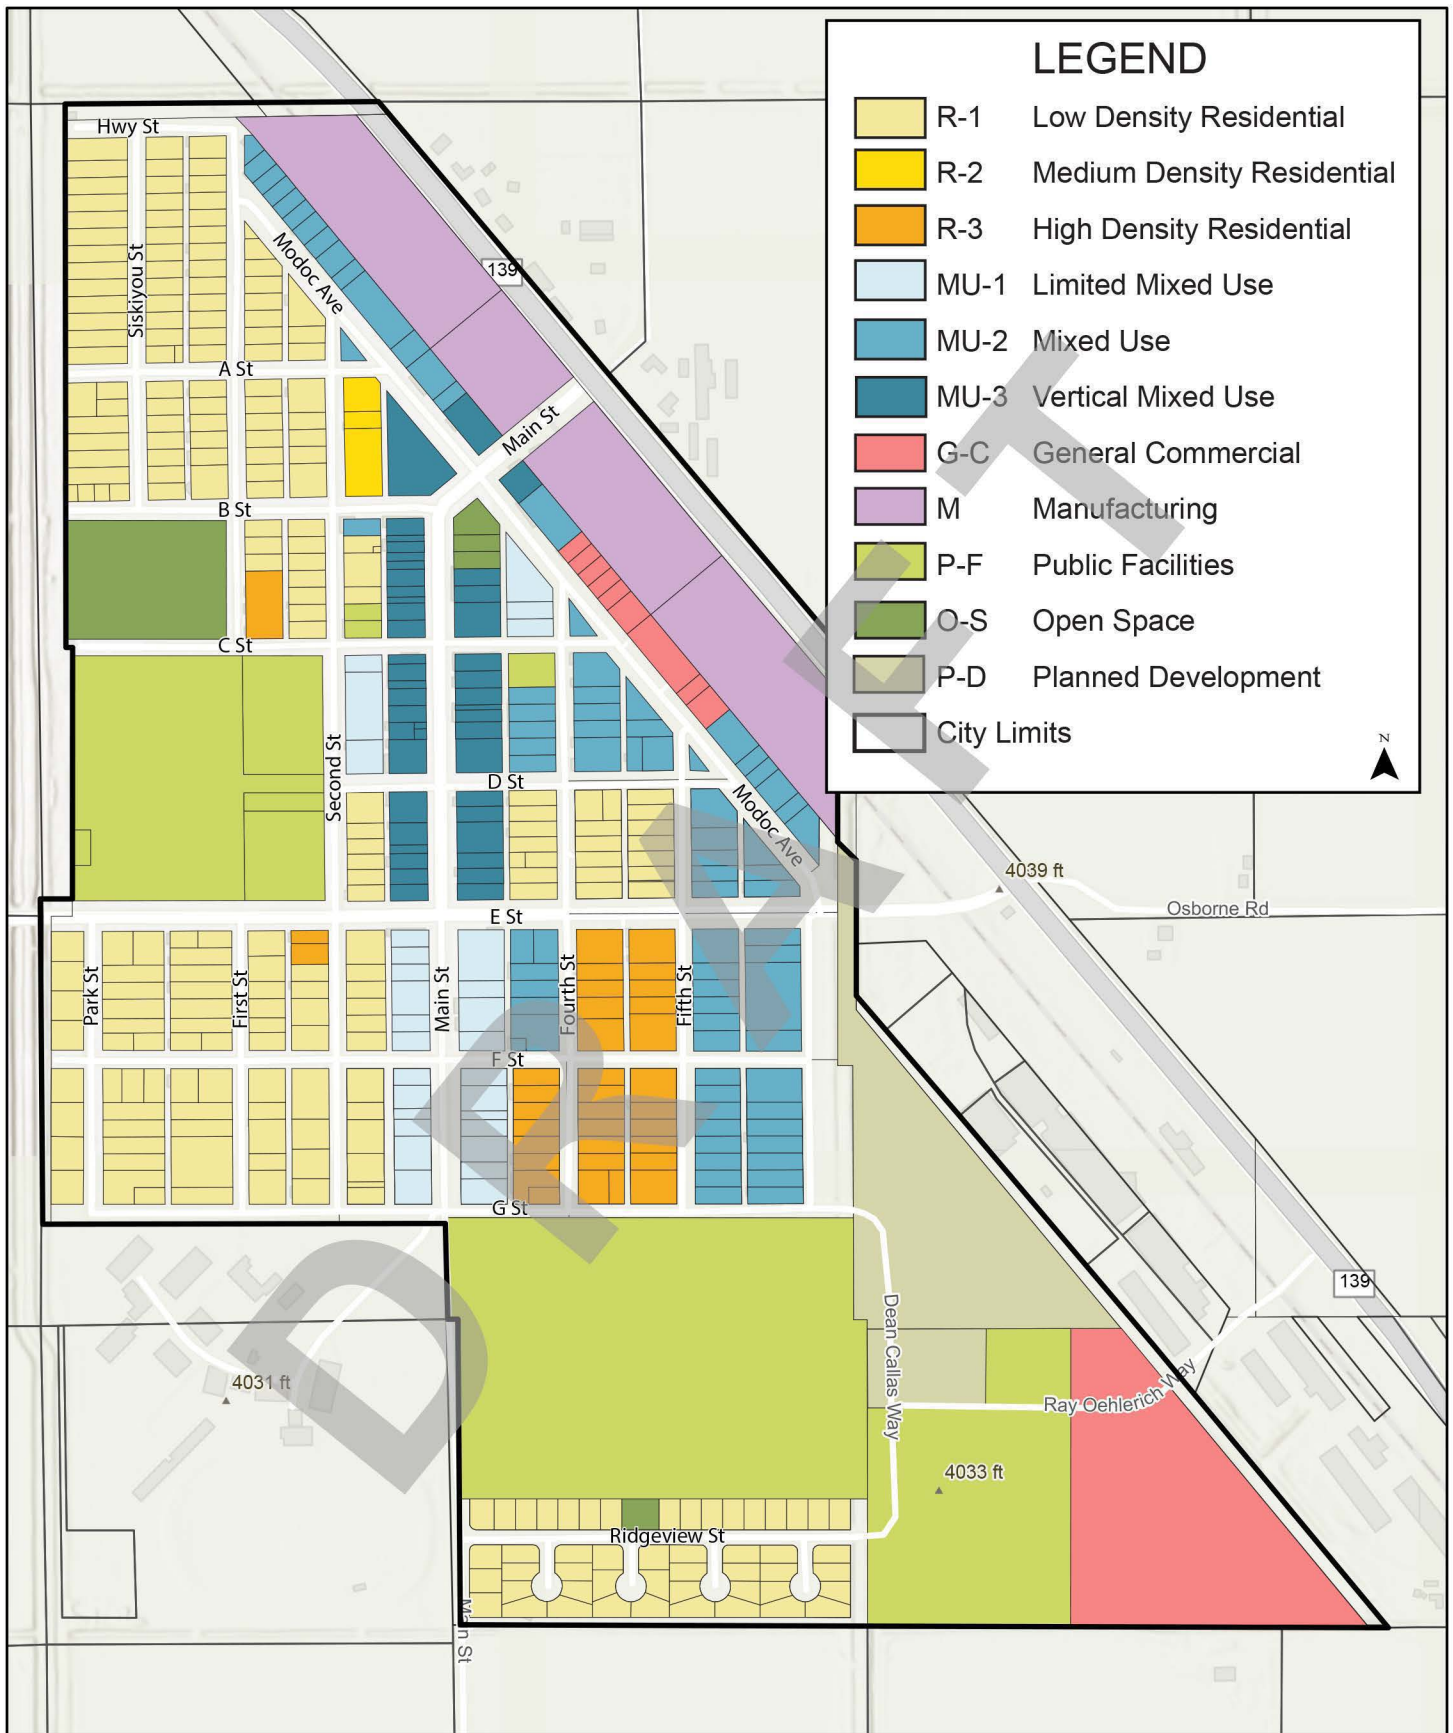 LEGEND
R-1 Low Density Residential
R-2 Medium Density Residential
R-3 High Density Residential
MU-1 Limited Mixed Use
MU-2 Mixed Use
MU-3 Vertical Mixed Use
G-C General Commercial
M Manufacturing
P-F Public Facilities
O-S Open Space
P-D Planned Development
City Limits
N
Hwy St
Siskiyou St
Modoc Ave
139
A St
Main St
B St
C St
Second St
D St
Modoc Ave
4039 ft
Osborne Rd
E St
Park St
First St
Main St
Fourth St
Fifth St
F St
G St
139
Dean Callas Way
4031 ft
Ray Oehlerich Way
4033 ft
Ridgeview St
Main St
DRAFT